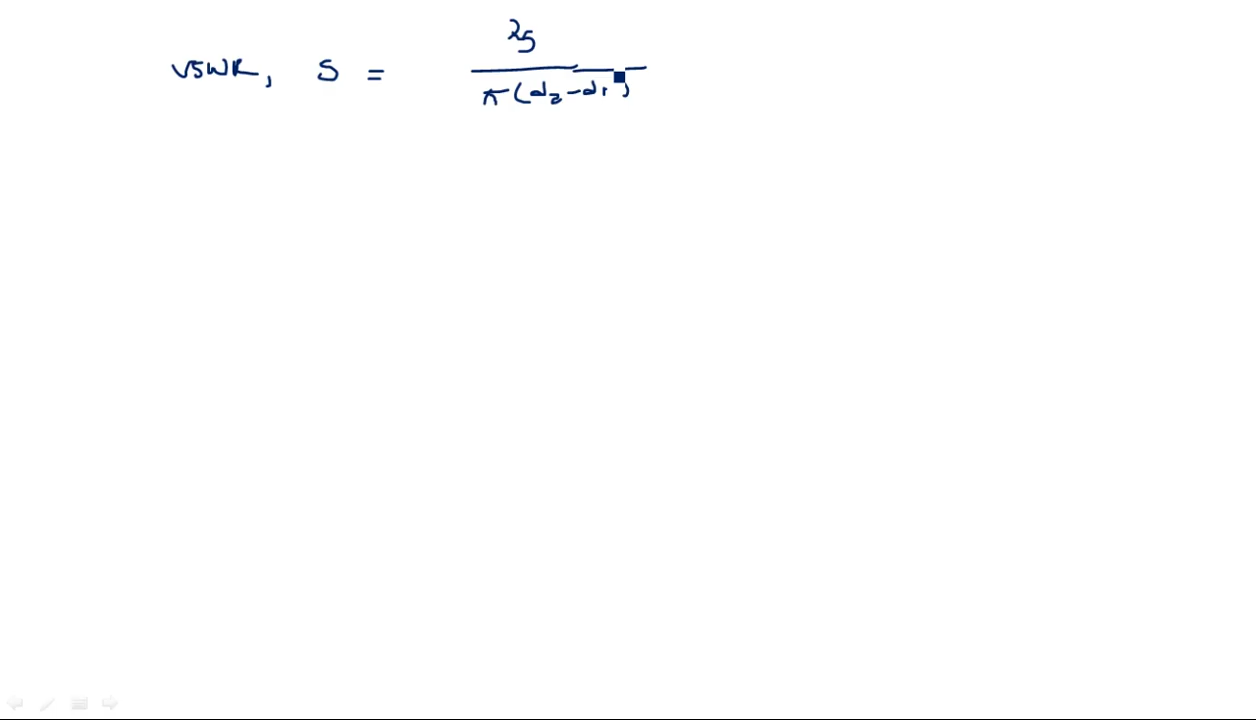 VSWR, S = λg / π(d₂-d₁)